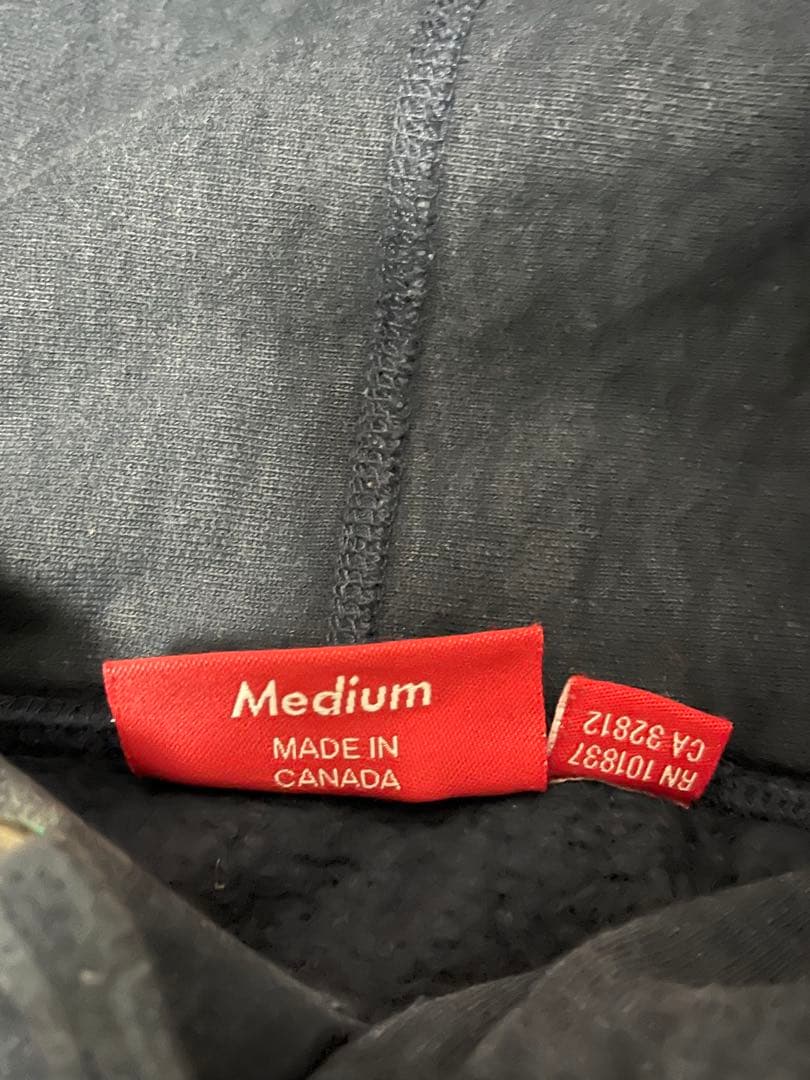 Medium
MADE IN
CANADA
RN 101837
CA 32812